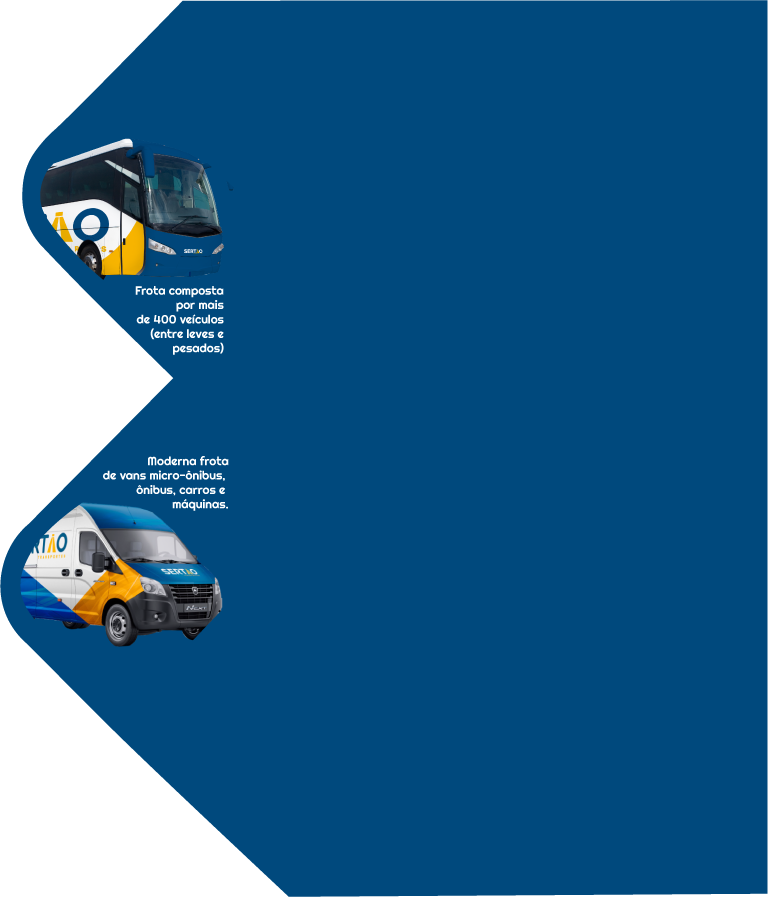 SERTÃO
Frota composta
por mais
de 400 veículos
(entre leves e
pesados)
Moderna frota
de vans micro-ônibus,
ônibus, carros e
máquinas.
RTÃO
SERTÃO